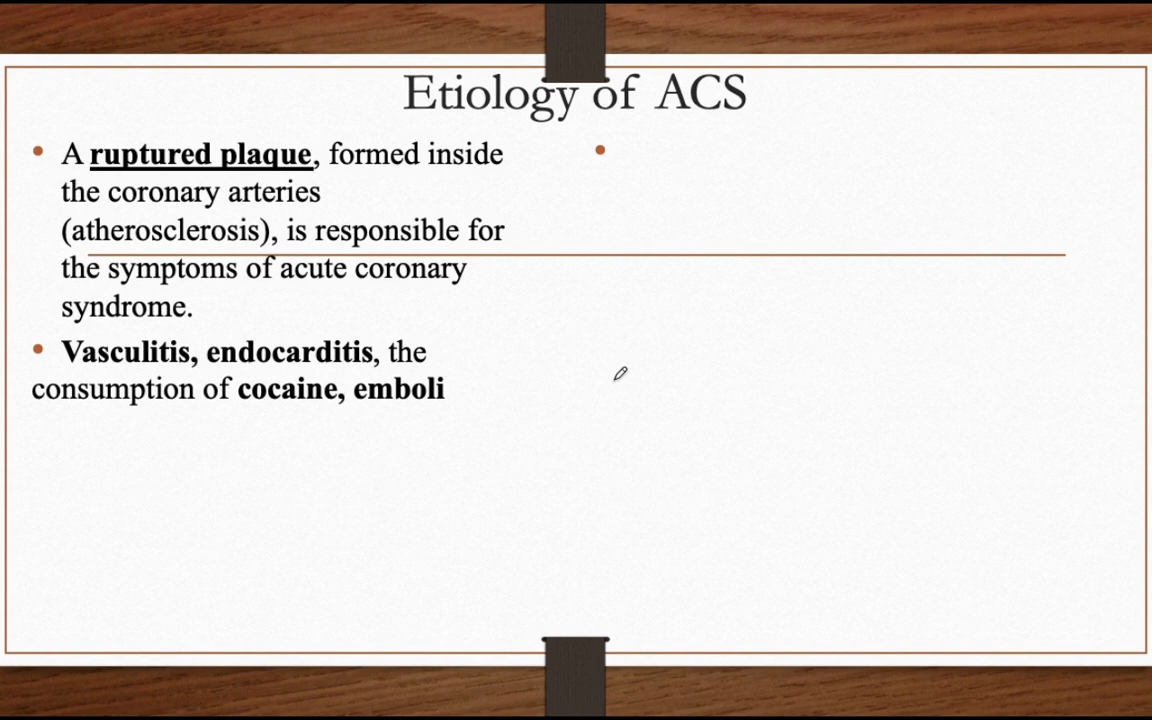 Etiology of ACS
• A ruptured plaque, formed inside
the coronary arteries
(atherosclerosis), is responsible for
the symptoms of acute coronary
syndrome.
• Vasculitis, endocarditis, the
consumption of cocaine, emboli
•